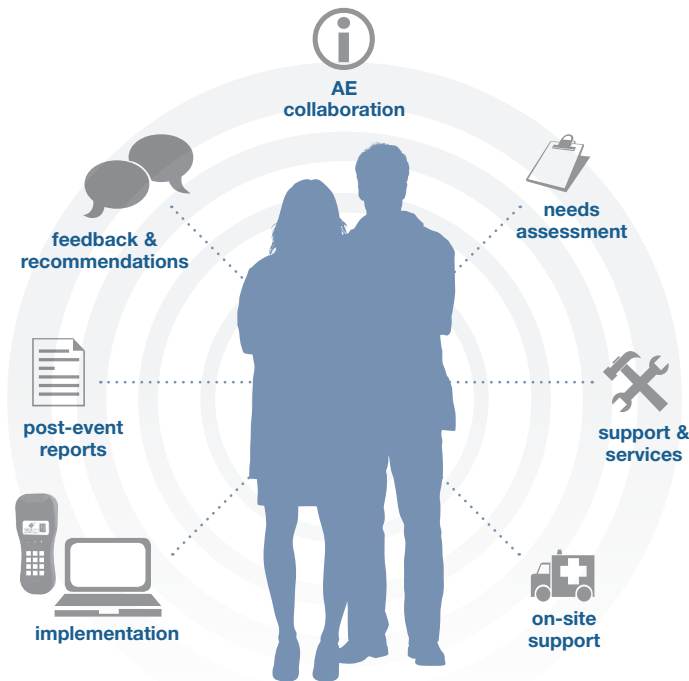 AE
collaboration
needs
assessment
feedback &
recommendations
support &
services
post-event
reports
on-site
support
implementation